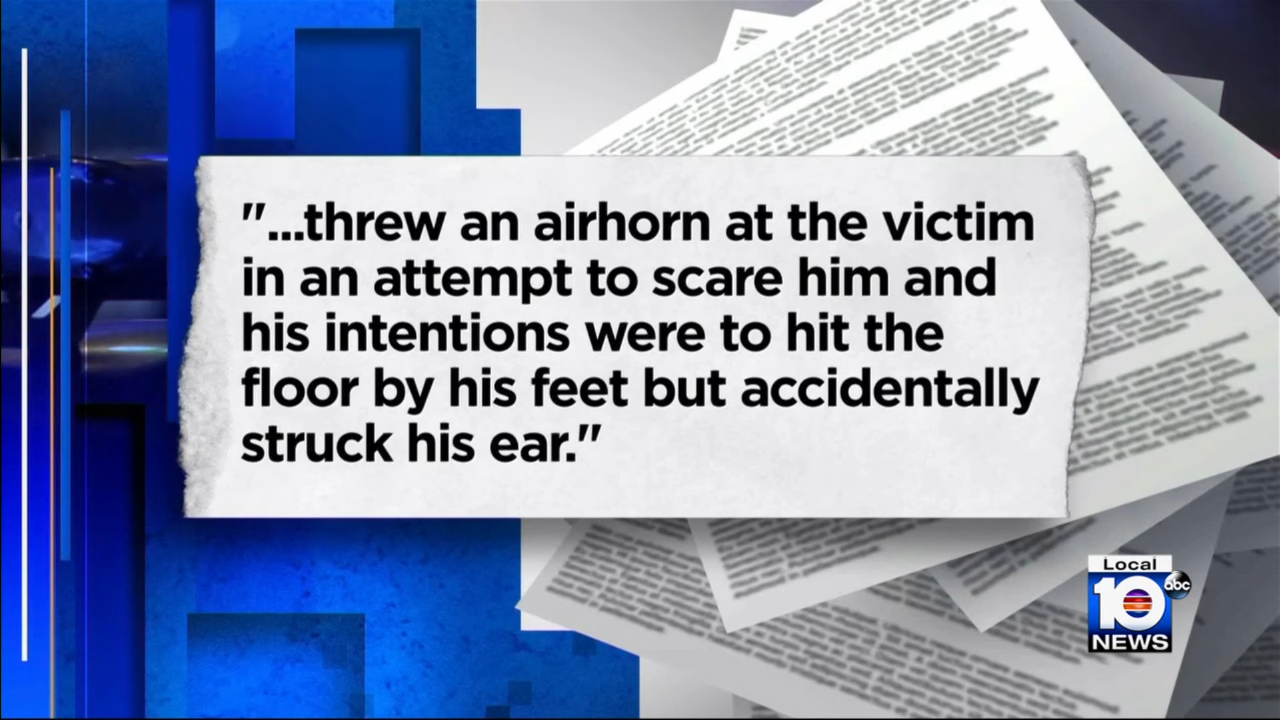 "...threw an airhorn at the victim
in an attempt to scare him and
his intentions were to hit the
floor by his feet but accidentally
struck his ear."
Local
10 abc
NEWS